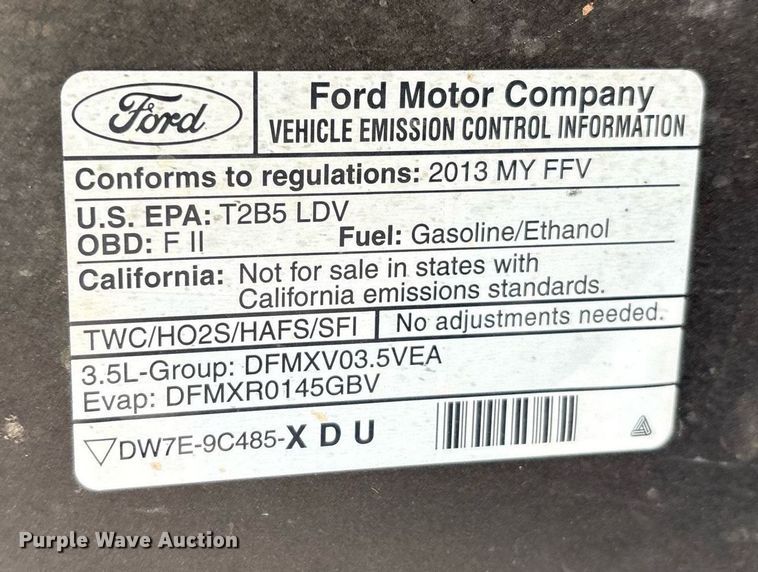 Ford
Ford Motor Company
VEHICLE EMISSION CONTROL INFORMATION
Conforms to regulations: 2013 MY FFV
U.S. EPA: T2B5 LDV
OBD: F II Fuel: Gasoline/Ethanol
California: Not for sale in states with
California emissions standards.
TWC/HO2S/HAFS/SFI No adjustments needed.
3.5L-Group: DFMXV03.5VEA
Evap: DFMXR0145GBV
DW7E-9C485-X D U
Purple Wave Auction